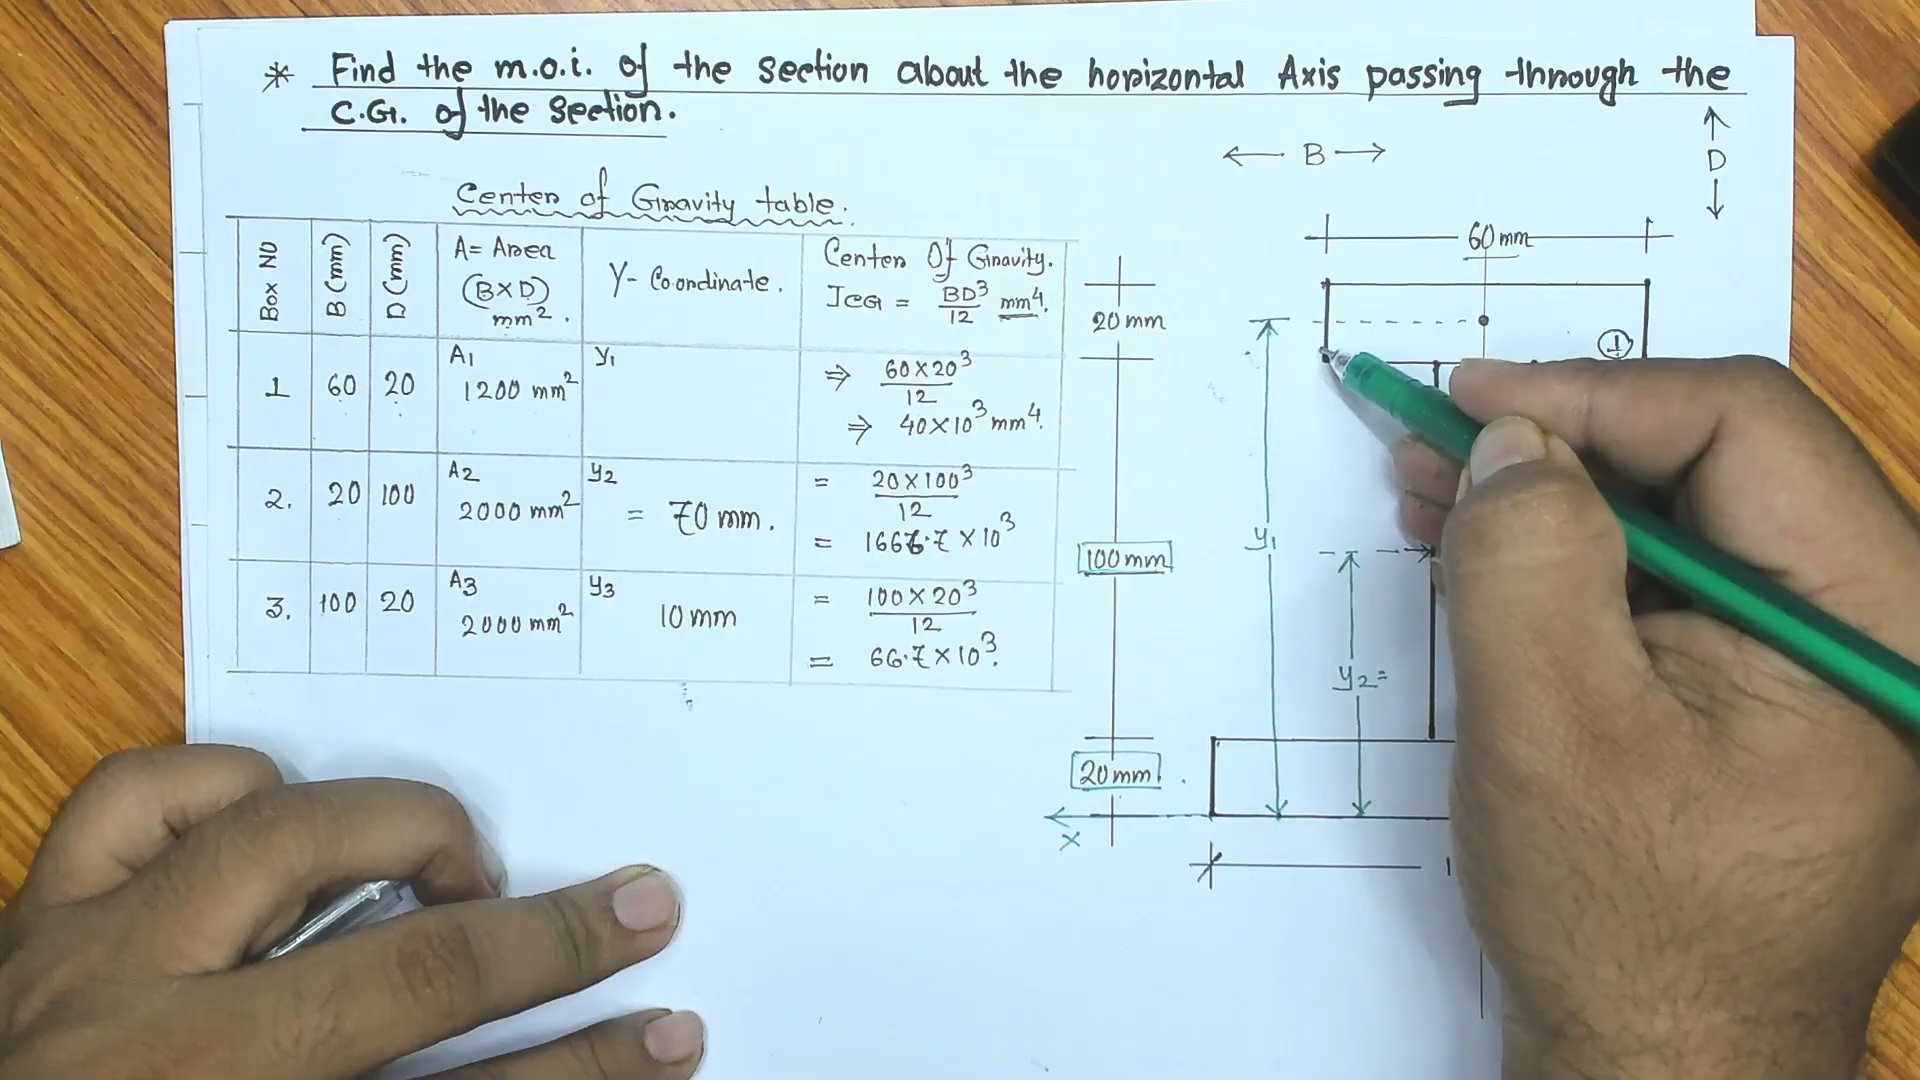 * Find the m.o.i. of the section about the horizontal Axis passing through the
C.G. of the section.
← B →
↑
D
↓
Center of Gravity table.
60 mm
Box NO
B (mm)
D (mm)
A = Area
(B×D)
mm².
Y-Coordinate.
Center Of Gravity.
ICG = BD³/12 mm⁴.
20 mm
1
1 60 20
A1
1200 mm²
y1
⇒ 60×20³/12
⇒ 40×10³ mm⁴.
2. 20 100
A2
2000 mm²
y2
= 70 mm.
= 20×100³/12
= 1666.7×10³
y1
100 mm
3. 100 20
A3
2000 mm²
y3
10 mm
= 100×20³/12
= 66.7×10³.
y2=
20 mm
X
1